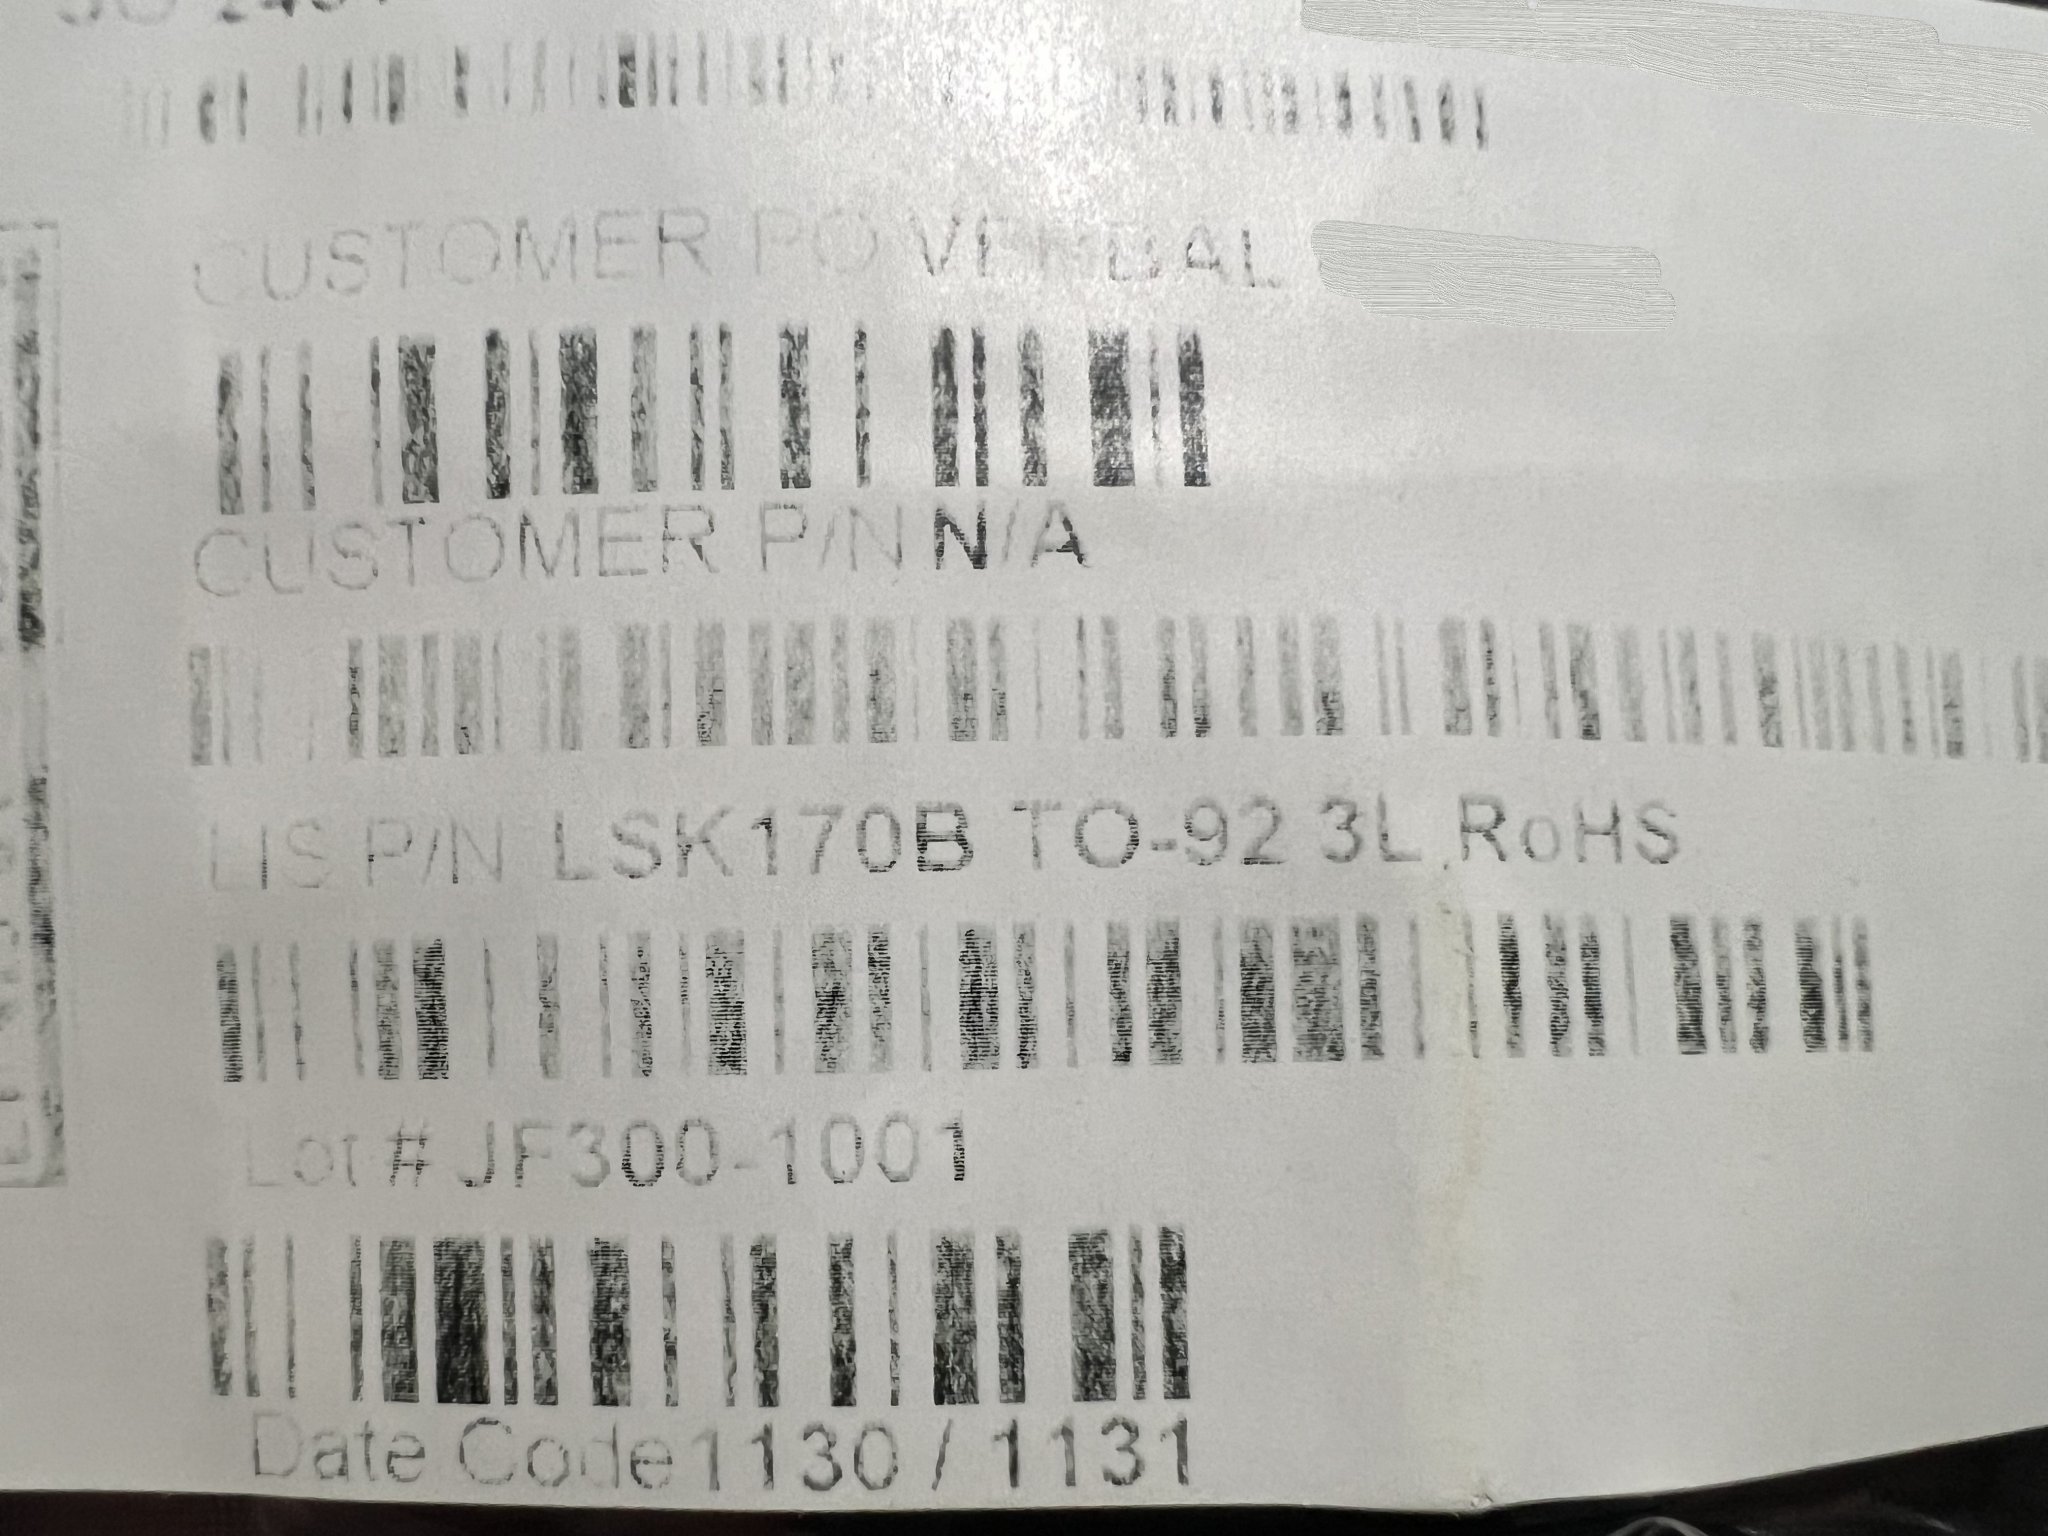 CUSTOMER PO VERBAL
CUSTOMER P/N N/A
LIS P/N LSK170B TO-92 3L RoHS
Lot # JF300-1001
Date Code 1130 / 1131